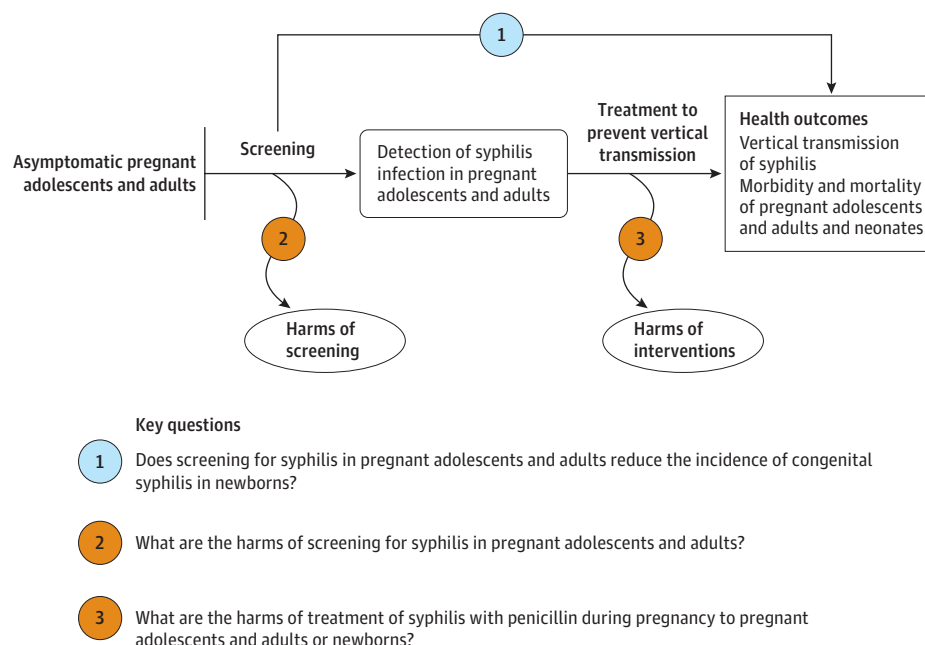 1
Asymptomatic pregnant
adolescents and adults
Screening
Detection of syphilis
infection in pregnant
adolescents and adults
Treatment to
prevent vertical
transmission
Health outcomes
Vertical transmission
of syphilis
Morbidity and mortality
of pregnant adolescents
and adults and neonates
2
3
Harms of
screening
Harms of
interventions
Key questions
1
Does screening for syphilis in pregnant adolescents and adults reduce the incidence of congenital
syphilis in newborns?
2
What are the harms of screening for syphilis in pregnant adolescents and adults?
3
What are the harms of treatment of syphilis with penicillin during pregnancy to pregnant
adolescents and adults or newborns?